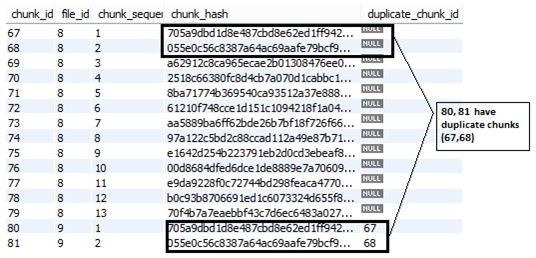 chunk_id file_id chunk_sequen chunk_hash duplicate_chunk_id
67 8 1 705a9dbd1d8e487cbd8e62ed1ff942... NULL
68 8 2 055e0c56c8387a64ac69aafe79bcf9... NULL
69 8 3 a62912c8ca965ecae2b01308476ee0... NULL
70 8 4 2518c66380fc8d4cb7a070d1cabbc1... NULL
71 8 5 8ba71774b369540ca93512a37e888... NULL
72 8 6 61210f748cce1d151c1094218f1a04... NULL
73 8 7 aa5889ba6ff62bde26b7bf18f726f66... NULL
74 8 8 97a122c5bd2c88ccad112a49e87b71... NULL
75 8 9 e1642d254b223791eb2d0cd3ebeaf8... NULL
76 8 10 00d8684dfed6dce1de8889e7a70609... NULL
77 8 11 e9da9228f0c72744bd298feaca4770... NULL
78 8 12 b0c93b8706691ed1c6073324d655f8... NULL
79 8 13 70f4b7a7eaebbf43c7d6ec6483a027... NULL
80 9 1 705a9dbd1d8e487cbd8e62ed1ff942... 67
81 9 2 055e0c56c8387a64ac69aafe79bcf9... 68
80, 81 have
duplicate chunks
(67,68)